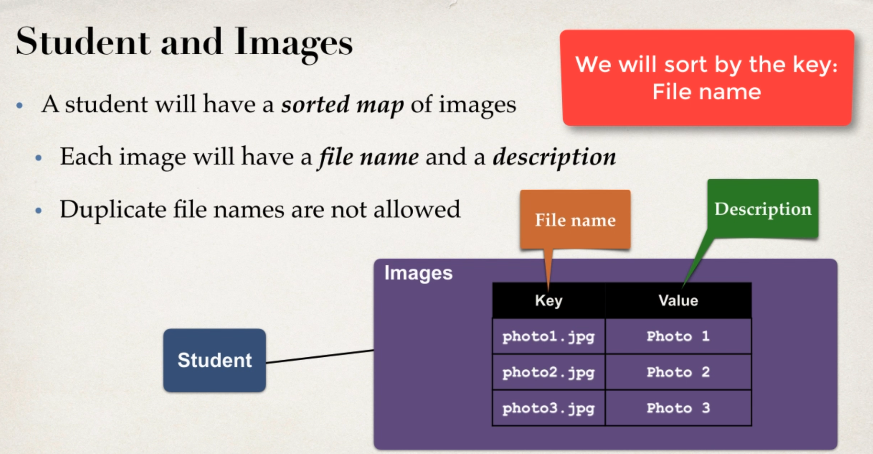 Student and Images
We will sort by the key:
File name
• A student will have a sorted map of images
• Each image will have a file name and a description
• Duplicate file names are not allowed
File name
Description
Images
Key Value
photo1.jpg Photo 1
photo2.jpg Photo 2
photo3.jpg Photo 3
Student